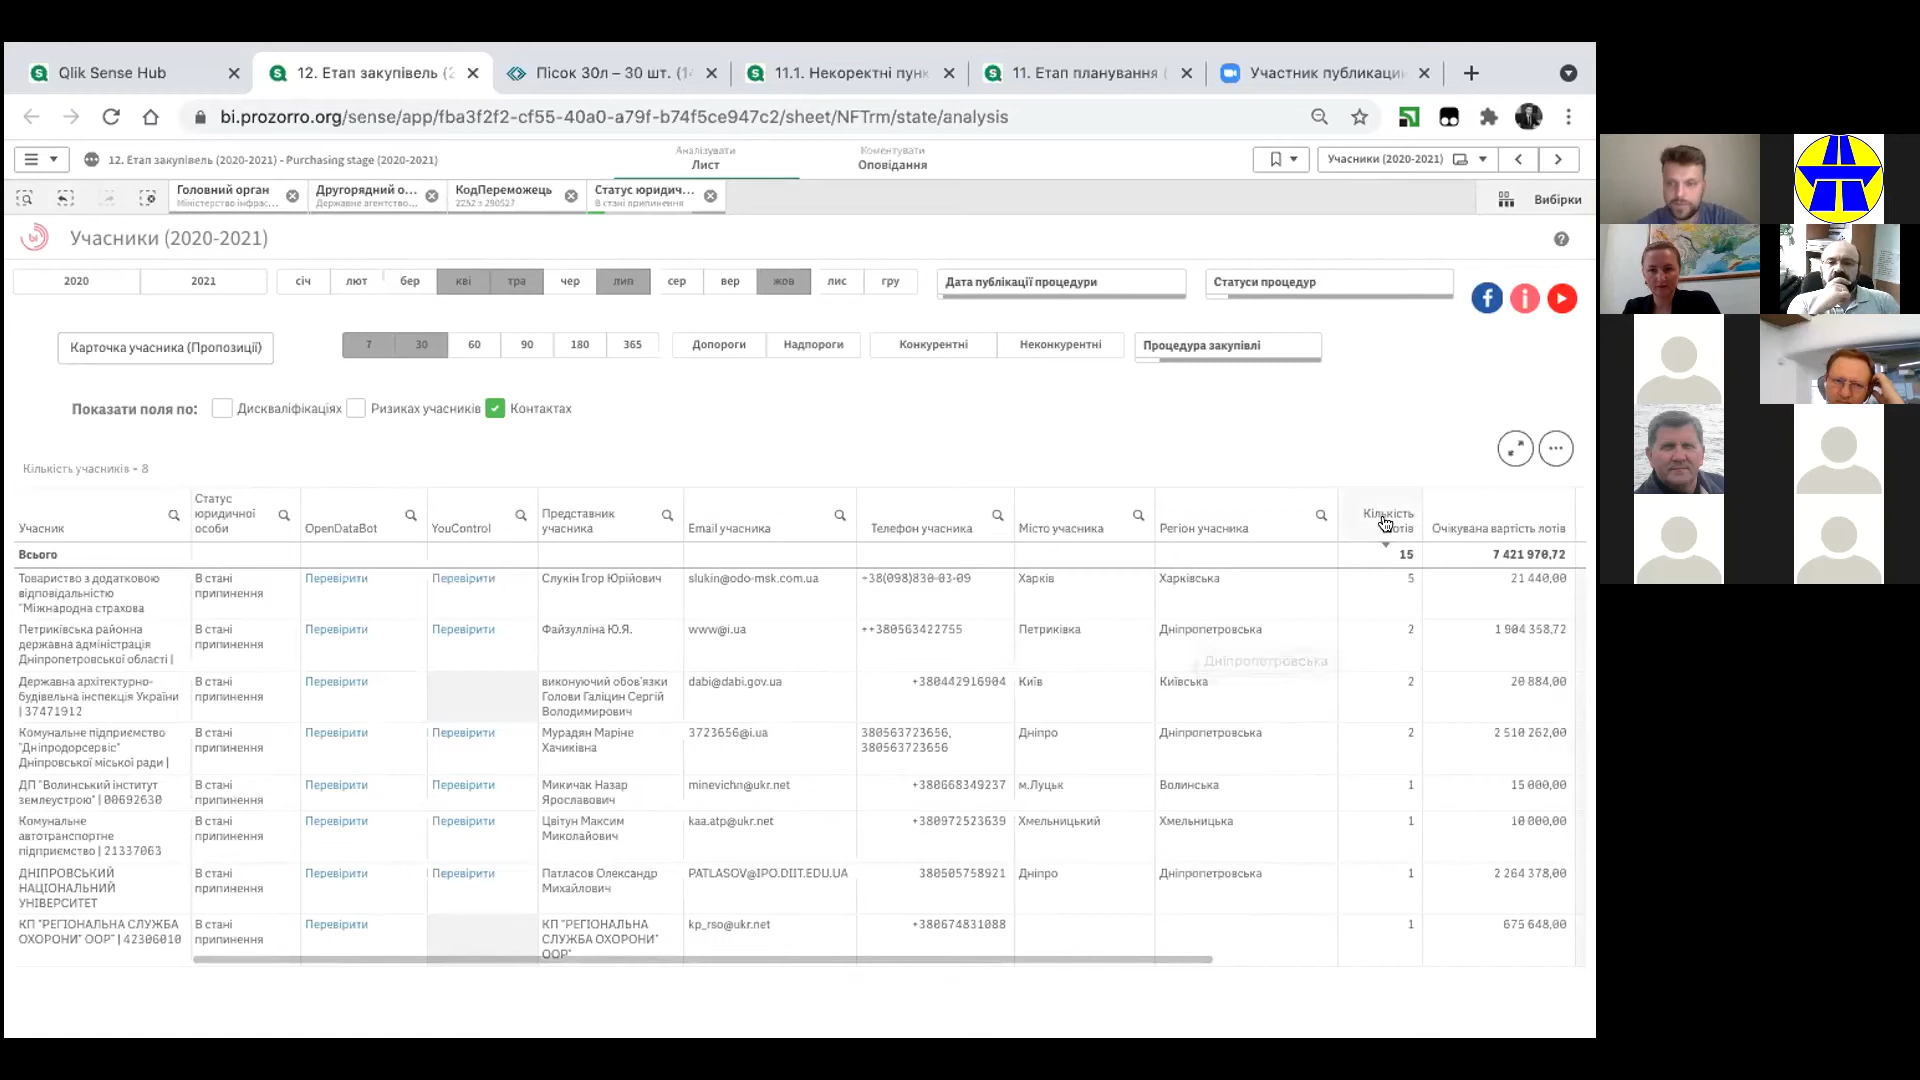 Qlik Sense Hub
12. Етап закупівель (2
Пісок 30л – 30 шт. (1
11.1. Некоректні пунк
11. Етап планування (
Участник публикаци
bi.prozorro.org/sense/app/fba3f2f2-cf55-40a0-a79f-b74f5ce947c2/sheet/NFTrm/state/analysis
12. Етап закупівель (2020-2021) - Purchasing stage (2020-2021)
Аналізувати
Лист
Коментувати
Оповідання
Учасники (2020-2021)
Головний орган
Міністерство інфрас...
Другорядний о...
Державне агентство...
КодПереможець
2252 з 290527
Статус юридич...
В стані припинення
Вибірки
Учасники (2020-2021)
2020 2021 січ лют бер кві тра чер лип сер вер жов лис гру Дата публікації процедури Статуси процедур
Карточка учасника (Пропозиції) 7 30 60 90 180 365 Допороги Надпороги Конкурентні Неконкурентні Процедура закупівлі
Показати поля по: Дискваліфікаціях Ризиках учасників Контактах
Кількість учасників - 8
Учасник
Статус
юридичної
особи
OpenDataBot
YouControl
Представник
учасника
Email учасника
Телефон учасника
Місто учасника
Регіон учасника
Кількість
лотів
Очікувана вартість лотів
Всього 15 7 421 970,72
Товариство з додатковою
відповідальністю
"Міжнародна страхова
В стані
припинення
Перевірити
Перевірити
Слукін Ігор Юрійович
slukin@odo-msk.com.ua
+38(098)830-03-09
Харків
Харківська
5
21 440,00
Петриківська районна
державна адміністрація
Дніпропетровської області |
В стані
припинення
Перевірити
Перевірити
Файзулліна Ю.Я.
www@i.ua
++380563422755
Петриківка
Дніпропетровська
2
1 904 358,72
Дніпропетровська
Державна архітектурно-
будівельна інспекція України
| 37471912
В стані
припинення
Перевірити
виконуючий обов'язки
Голови Галіцин Сергій
Володимирович
dabi@dabi.gov.ua
+380442916904
Київ
Київська
2
20 884,00
Комунальне підприємство
"Дніпродорсервіс"
Дніпровської міської ради |
В стані
припинення
Перевірити
Перевірити
Мурадян Маріне
Хачиківна
3723656@i.ua
380563723656,
380563723656
Дніпро
Дніпропетровська
2
2 510 262,00
ДП "Волинський інститут
землеустрою" | 00692630
В стані
припинення
Перевірити
Перевірити
Микичак Назар
Ярославович
minevichn@ukr.net
+380668349237
м.Луцьк
Волинська
1
15 000,00
Комунальне
автотранспортне
підприємство | 21337063
В стані
припинення
Перевірити
Перевірити
Цвітун Максим
Миколайович
kaa.atp@ukr.net
+380972523639
Хмельницький
Хмельницька
1
10 000,00
ДНІПРОВСЬКИЙ
НАЦІОНАЛЬНИЙ
УНІВЕРСИТЕТ
В стані
припинення
Перевірити
Перевірити
Патласов Олександр
Михайлович
PATLASOV@IPO.DIIT.EDU.UA
380505758921
Дніпро
Дніпропетровська
1
2 264 378,00
КП "РЕГІОНАЛЬНА СЛУЖБА
ОХОРОНИ" ООР" | 42306010
В стані
припинення
Перевірити
КП "РЕГІОНАЛЬНА
СЛУЖБА ОХОРОНИ"
ООР"
kp_rso@ukr.net
+380674831088
1
675 648,00